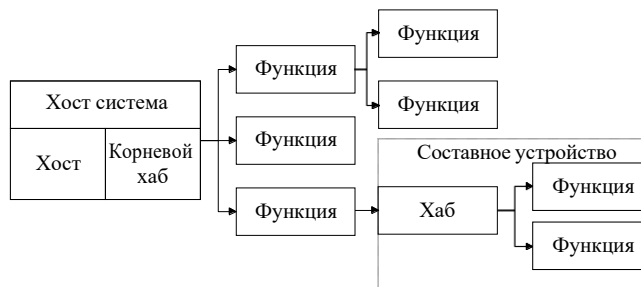 Функция
Функция
Функция
Хост система
Хост
Корневой
хаб
Функция
Составное устройство
Функция
Хаб
Функция
Функция